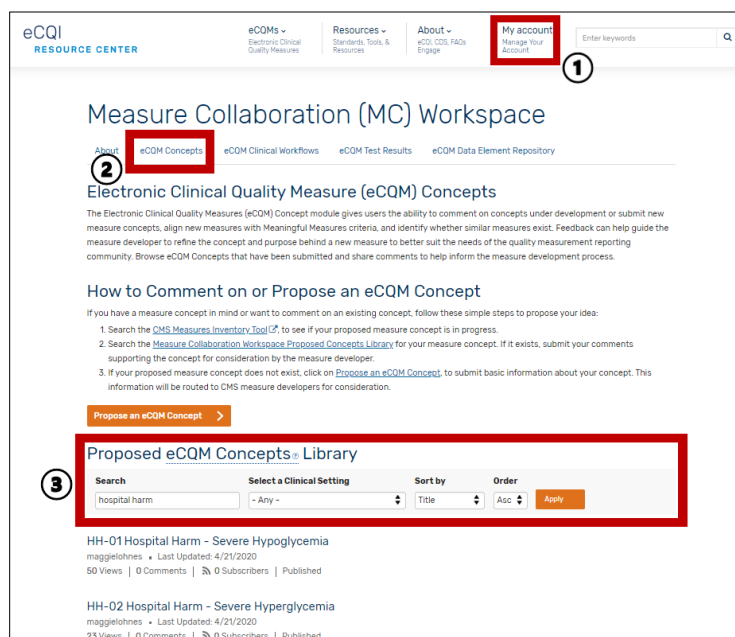 eCQI
RESOURCE CENTER
eCQMs
Electronic Clinical
Quality Measures
Resources
Standards, Tools, &
Resources
About
eCQI, CDS, FAQs
Engage
My account
Manage Your
Account
Enter keywords
1
Measure Collaboration (MC) Workspace
About eCQM Concepts eCQM Clinical Workflows eCQM Test Results eCQM Data Element Repository
2
Electronic Clinical Quality Measure (eCQM) Concepts
The Electronic Clinical Quality Measures (eCQM) Concept module gives users the ability to comment on concepts under development or submit new
measure concepts, align new measures with Meaningful Measures criteria, and identify whether similar measures exist. Feedback can help guide the
measure developer to refine the concept and purpose behind a new measure to better suit the needs of the quality measurement reporting
community. Browse eCQM Concepts that have been submitted and share comments to help inform the measure development process.
How to Comment on or Propose an eCQM Concept
If you have a measure concept in mind or want to comment on an existing concept, follow these simple steps to propose your idea:
1. Search the CMS Measures Inventory Tool, to see if your proposed measure concept is in progress.
2. Search the Measure Collaboration Workspace Proposed Concepts Library for your measure concept. If it exists, submit your comments
supporting the concept for consideration by the measure developer.
3. If your proposed measure concept does not exist, click on Propose an eCQM Concept, to submit basic information about your concept. This
information will be routed to CMS measure developers for consideration.
Propose an eCQM Concept
3
Proposed eCQM Concepts Library
Search Select a Clinical Setting Sort by Order
hospital harm - Any - Title Asc Apply
HH-01 Hospital Harm - Severe Hypoglycemia
maggielohnes • Last Updated: 4/21/2020
50 Views | 0 Comments | 0 Subscribers | Published
HH-02 Hospital Harm - Severe Hyperglycemia
maggielohnes • Last Updated: 4/21/2020
23 Views | 0 Comments | 0 Subscribers | Published